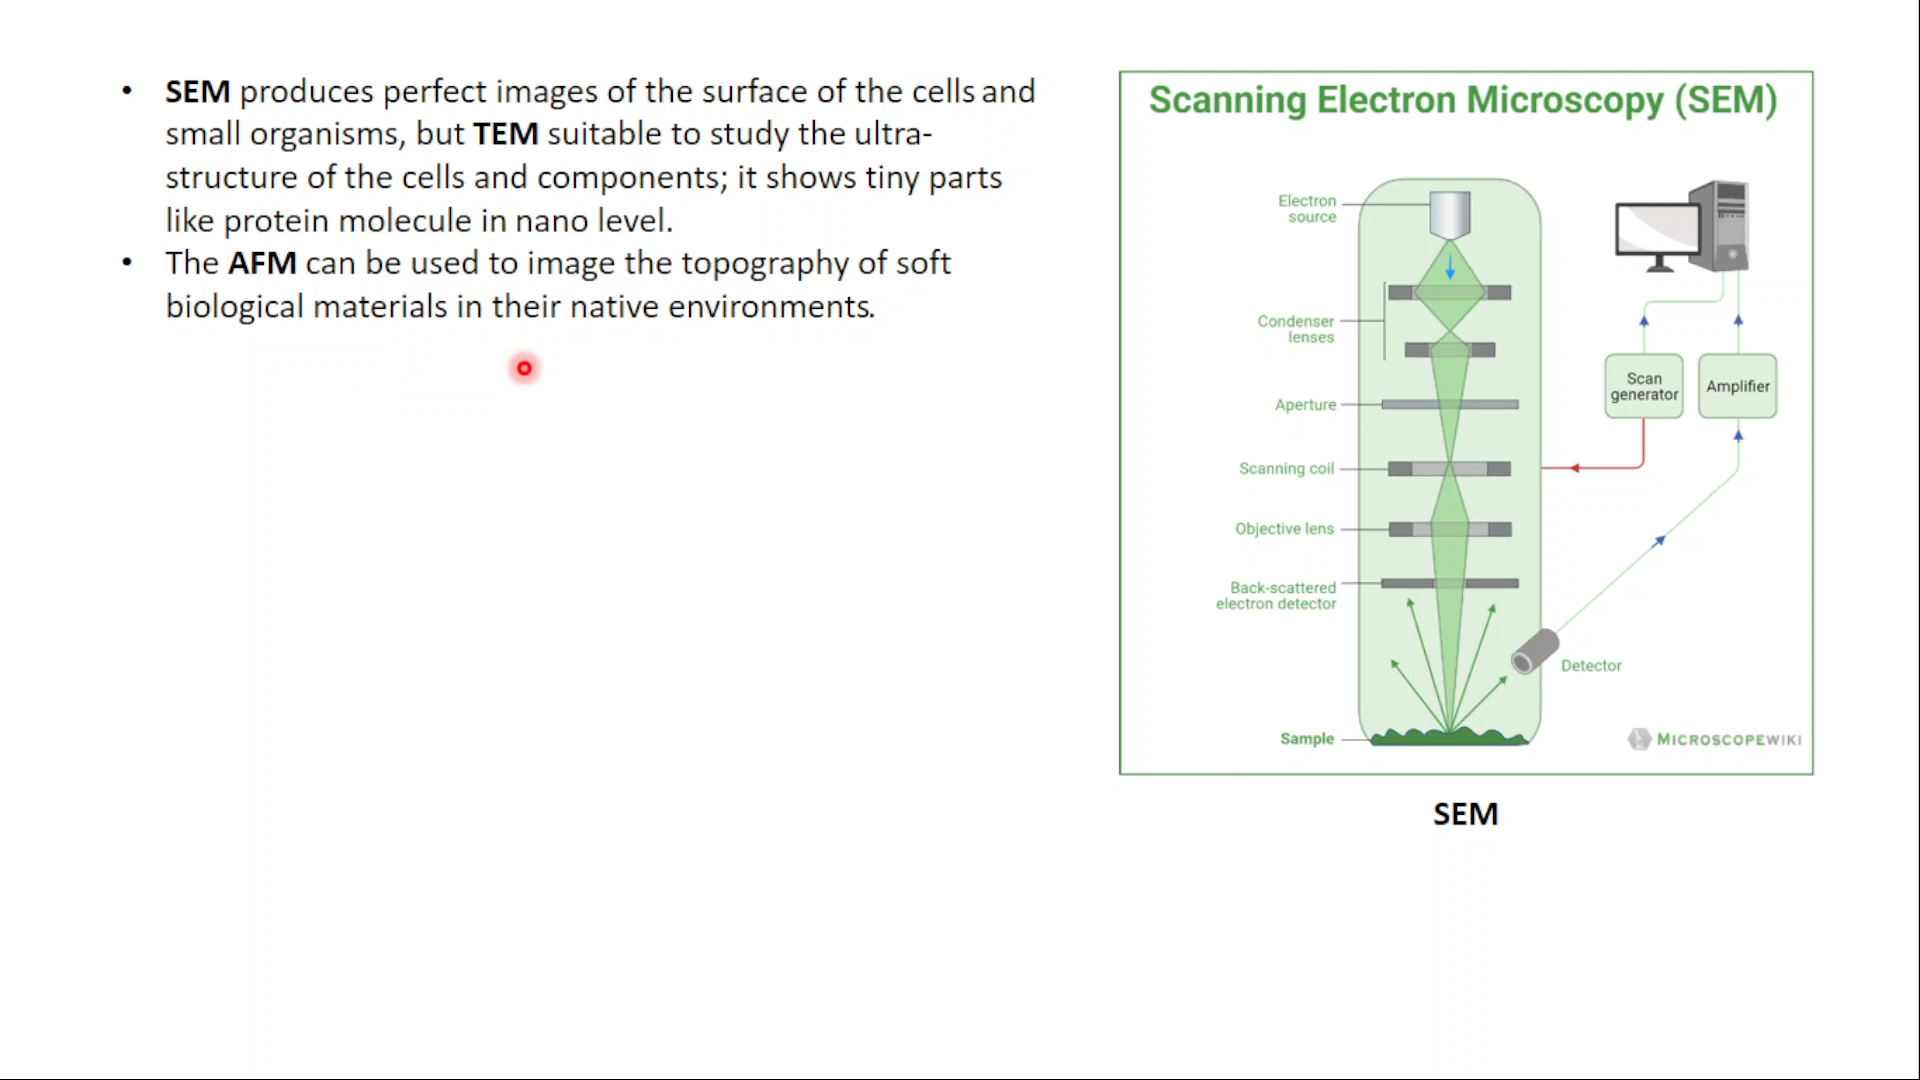 • SEM produces perfect images of the surface of the cells and
small organisms, but TEM suitable to study the ultra-
structure of the cells and components; it shows tiny parts
like protein molecule in nano level.
• The AFM can be used to image the topography of soft
biological materials in their native environments.
Scanning Electron Microscopy (SEM)
Electron
source
Condenser
lenses
Aperture
Scanning coil
Objective lens
Back-scattered
electron detector
Sample
Scan
generator
Amplifier
Detector
MICROSCOPEWIKI
SEM